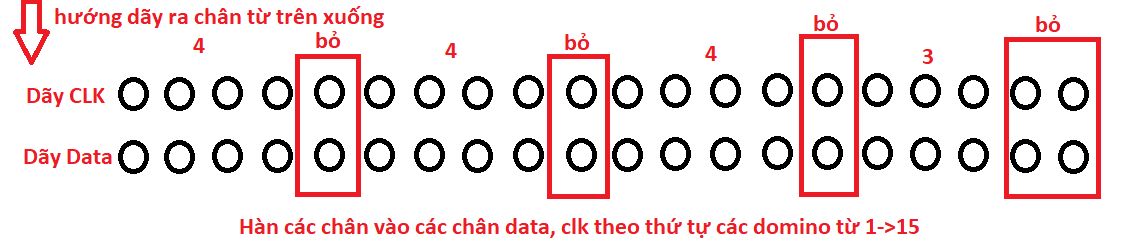 hướng dãy ra chân từ trên xuống
4
bỏ
4
bỏ
4
bỏ
3
bỏ
Dãy CLK
Dãy Data
Hàn các chân vào các chân data, clk theo thứ tự các domino từ 1->15